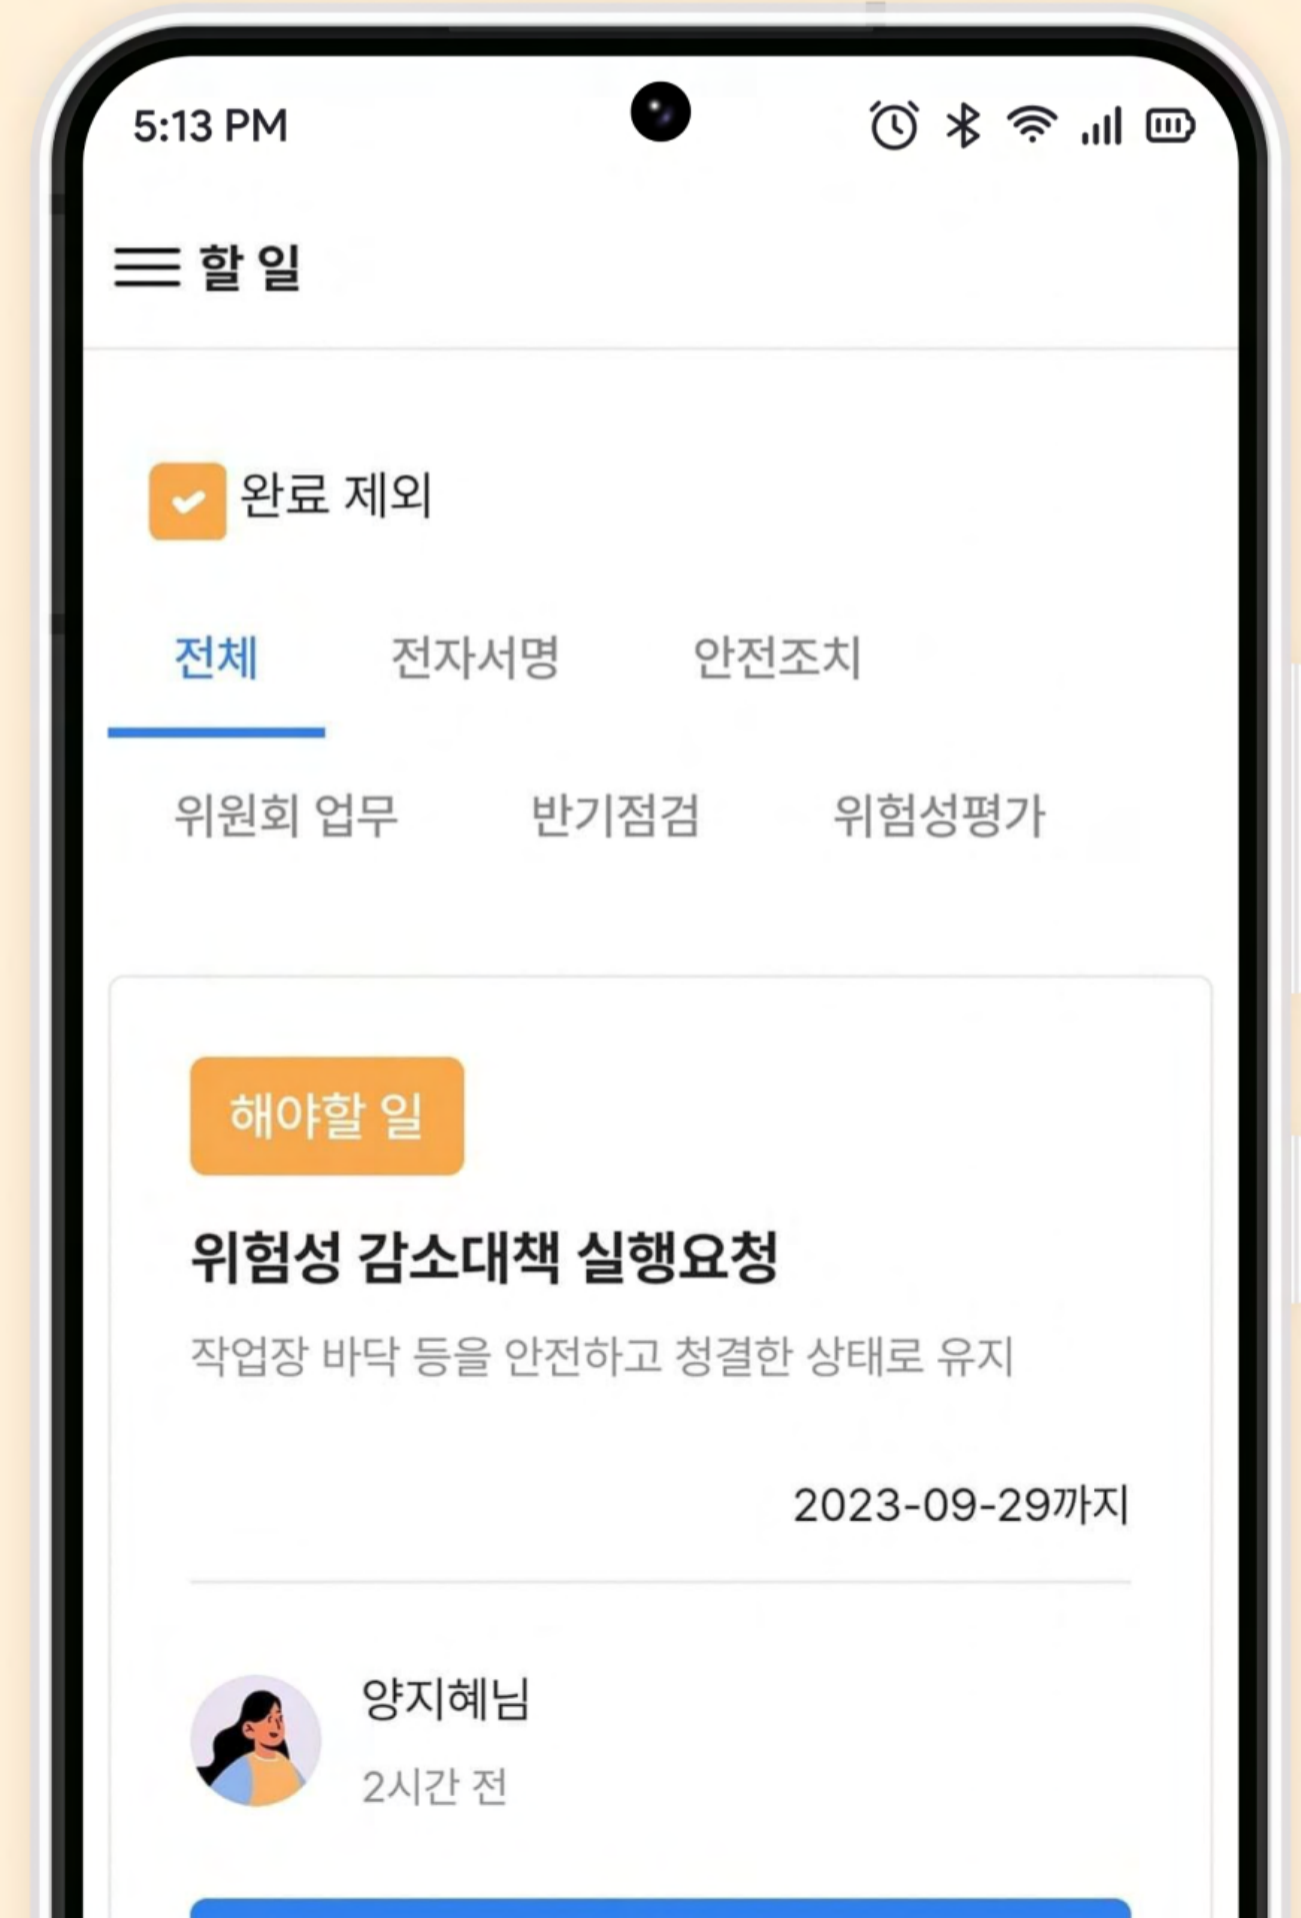 5:13 PM
할 일
완료 제외
전체 전자서명 안전조치
위원회 업무 반기점검 위험성평가
해야할 일
위험성 감소대책 실행요청
작업장 바닥 등을 안전하고 청결한 상태로 유지
2023-09-29까지
양지혜님
2시간 전